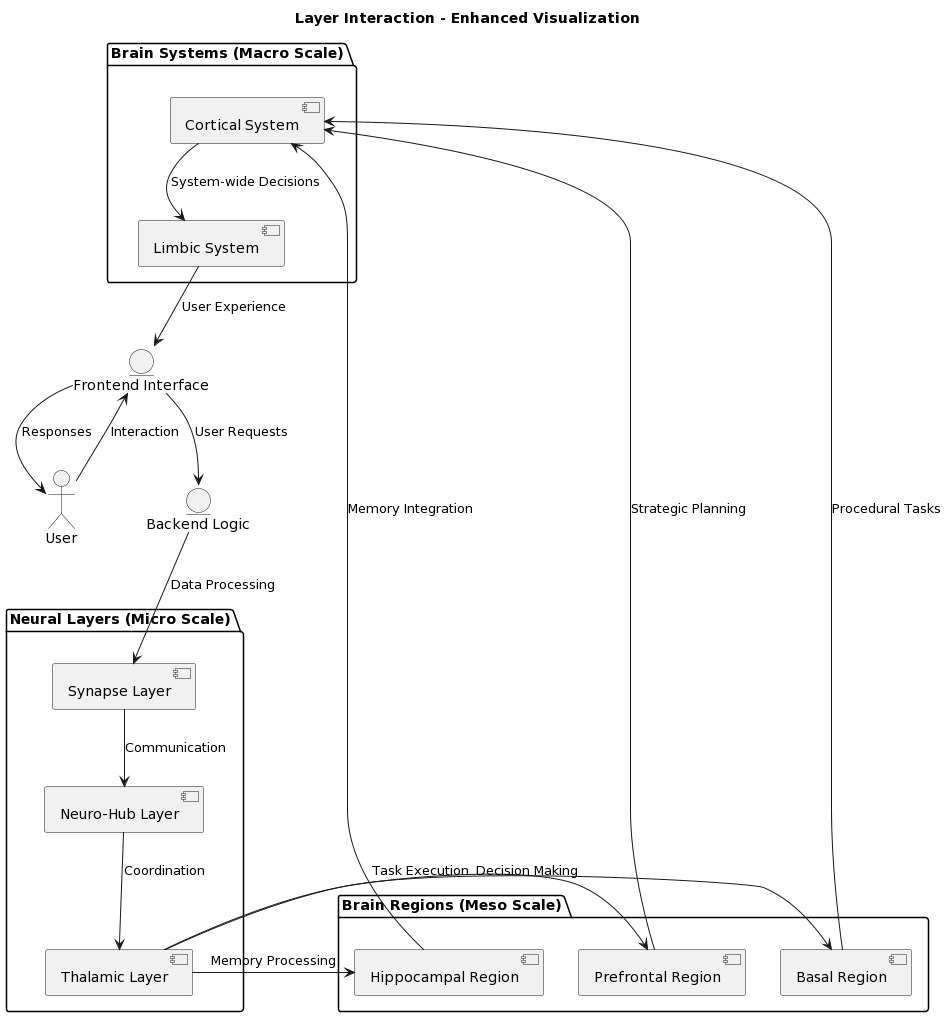 Layer Interaction - Enhanced Visualization
Brain Systems (Macro Scale)
Cortical System
System-wide Decisions
Limbic System
User Experience
Frontend Interface
Responses
Interaction
User Requests
User
Backend Logic
Memory Integration
Strategic Planning
Procedural Tasks
Data Processing
Neural Layers (Micro Scale)
Synapse Layer
Communication
Neuro-Hub Layer
Coordination
Task Execution
Decision Making
Brain Regions (Meso Scale)
Thalamic Layer
Memory Processing
Hippocampal Region
Prefrontal Region
Basal Region